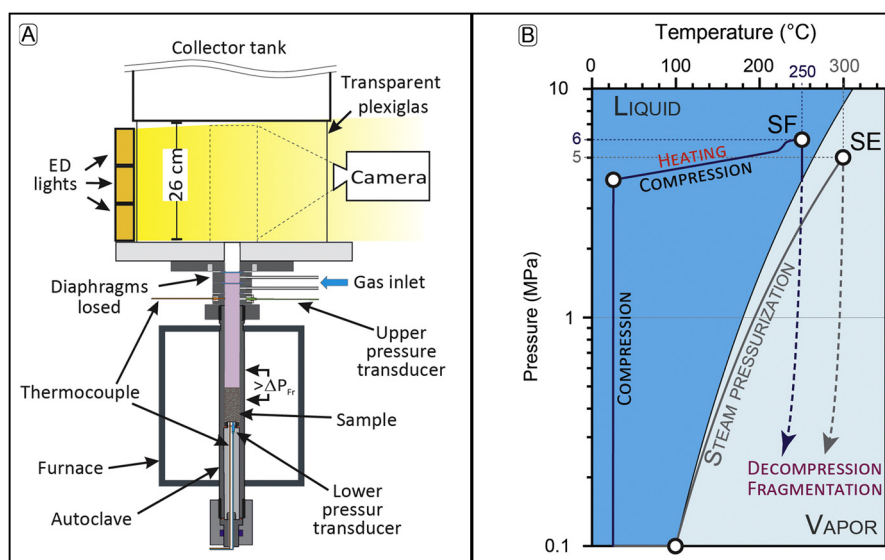 A
Collector tank
Transparent
plexiglas
ED
lights
26 cm
Camera
Diaphragms
losed
Gas inlet
Upper
pressure
transducer
Thermocouple
>ΔPFr
Sample
Furnace
Lower
pressur
transducer
Autoclave
B
Temperature (°C)
0
100
200
250
300
Pressure (MPa)
10
6
5
1
0.1
LIQUID
SF
SE
HEATING
COMPRESSION
COMPRESSION
STEAM PRESSURIZATION
DECOMPRESSION
FRAGMENTATION
VAPOR